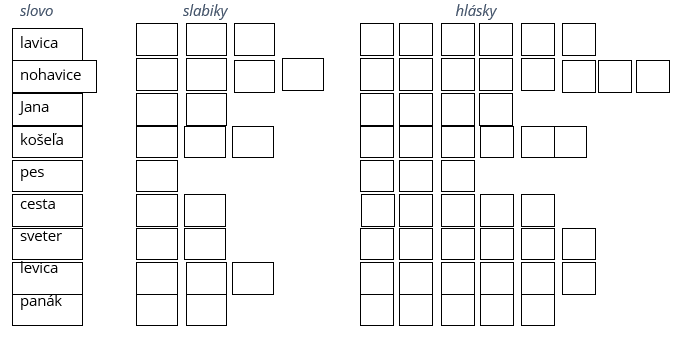 slovo slabiky hlásky
lavica
nohavice
Jana
košeľa
pes
cesta
sveter
levica
panák